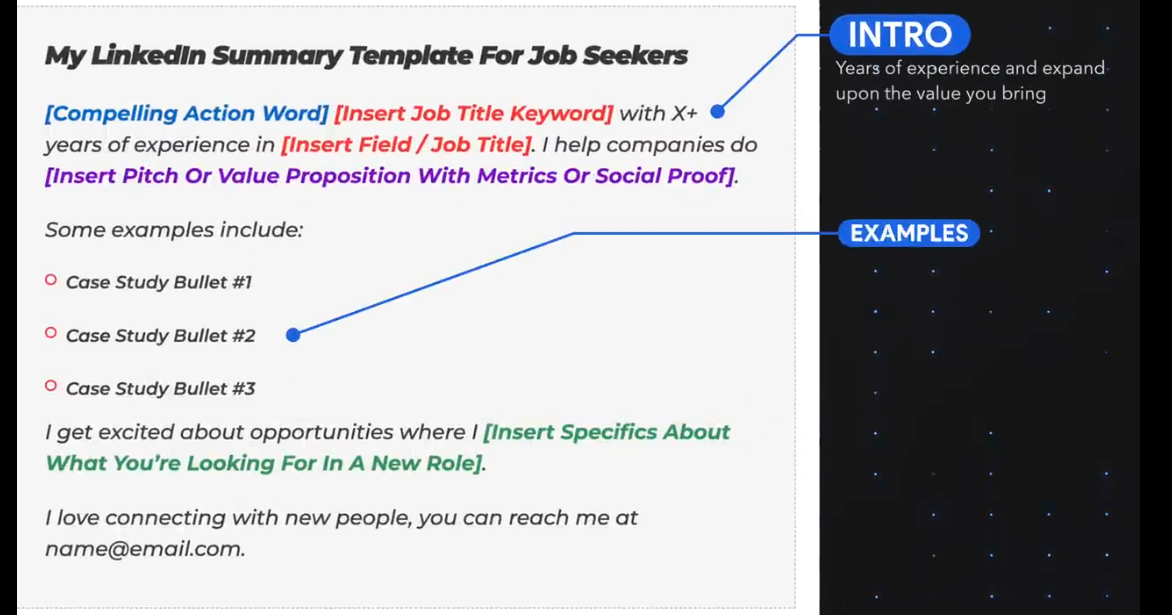 My LinkedIn Summary Template For Job Seekers
[Compelling Action Word] [Insert Job Title Keyword] with X+
years of experience in [Insert Field / Job Title]. I help companies do
[Insert Pitch Or Value Proposition With Metrics Or Social Proof].
Some examples include:
Case Study Bullet #1
Case Study Bullet #2
Case Study Bullet #3
I get excited about opportunities where I [Insert Specifics About
What You're Looking For In A New Role].
I love connecting with new people, you can reach me at
name@email.com.
INTRO
Years of experience and expand
upon the value you bring
EXAMPLES